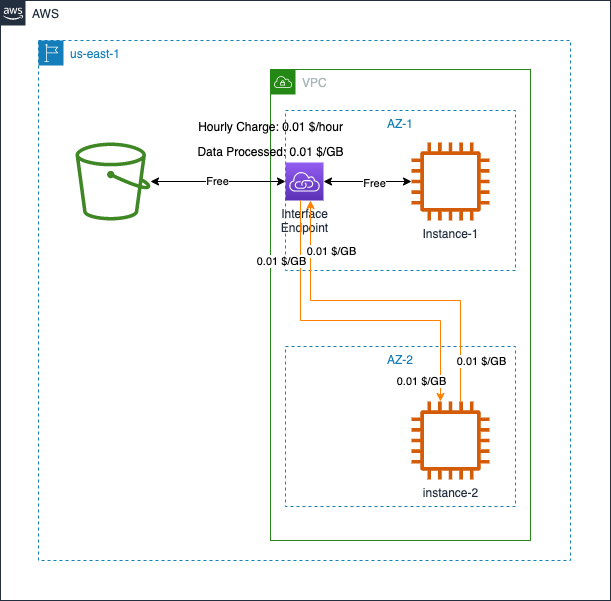 aws
AWS
us-east-1
VPC
AZ-1
Hourly Charge: 0.01 $/hour
Data Processed: 0.01 $/GB
Free
Free
Interface
Endpoint
Instance-1
0.01 $/GB
0.01 $/GB
AZ-2
0.01 $/GB
0.01 $/GB
instance-2